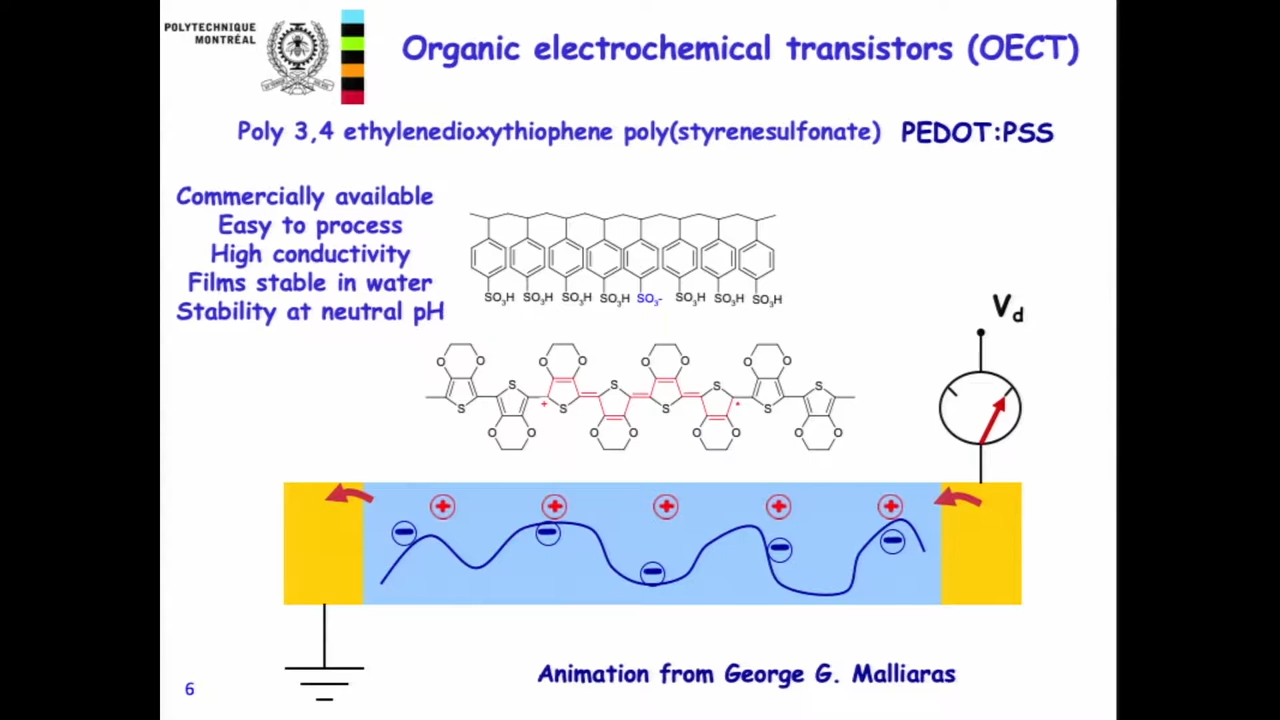 POLYTECHNIQUE
MONTRÉAL
Organic electrochemical transistors (OECT)
Poly 3,4 ethylenedioxythiophene poly(styrenesulfonate) PEDOT:PSS
Commercially available
Easy to process
High conductivity
Films stable in water
Stability at neutral pH
SO3H SO3H SO3H SO3H SO3- SO3H SO3H SO3H
Vd
O O O O O O O O
S S S S
+ •
S S S S
O O O O O O O O
+ + + + +
− − − − −
Animation from George G. Malliaras
6